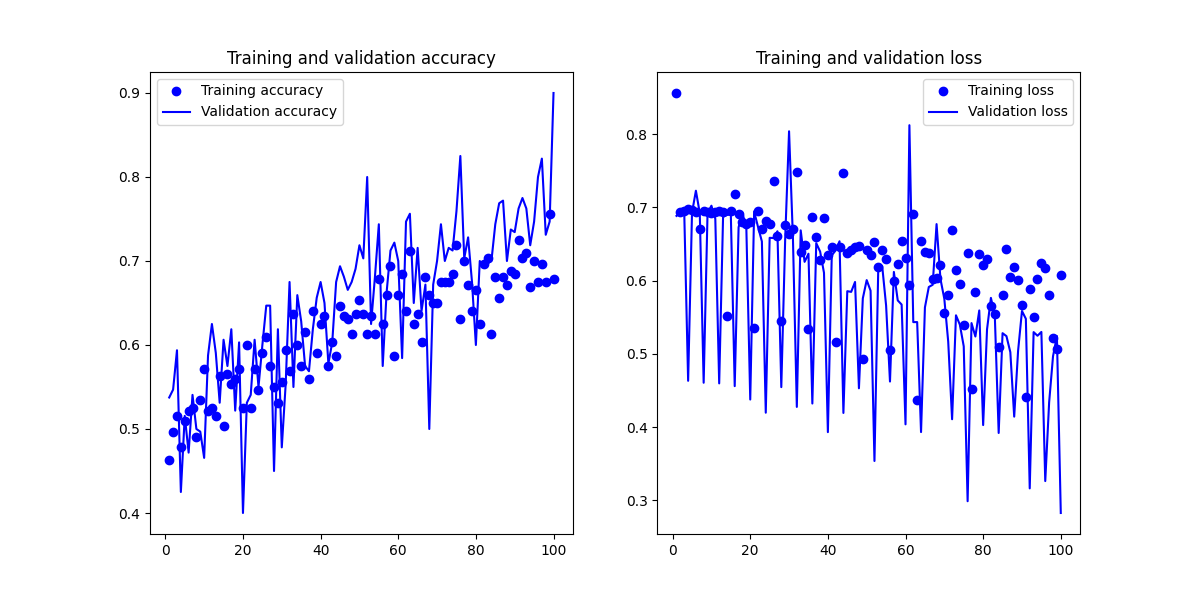 Training and validation accuracy
Training accuracy
Validation accuracy
0.9
0.8
0.7
0.6
0.5
0.4
0 20 40 60 80 100
Training and validation loss
Training loss
Validation loss
0.8
0.7
0.6
0.5
0.4
0.3
0 20 40 60 80 100